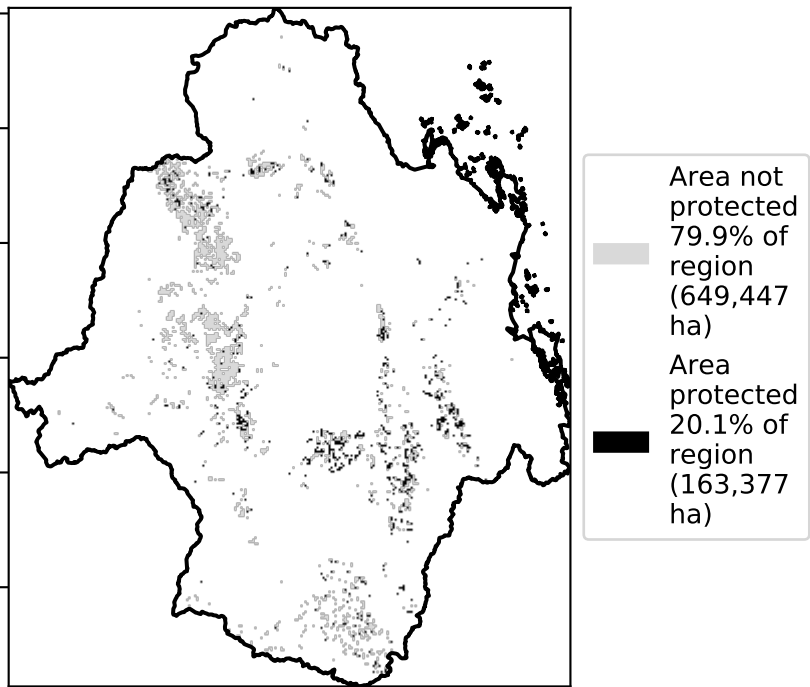 Area not
protected
79.9% of
region
(649,447
ha)
Area
protected
20.1% of
region
(163,377
ha)